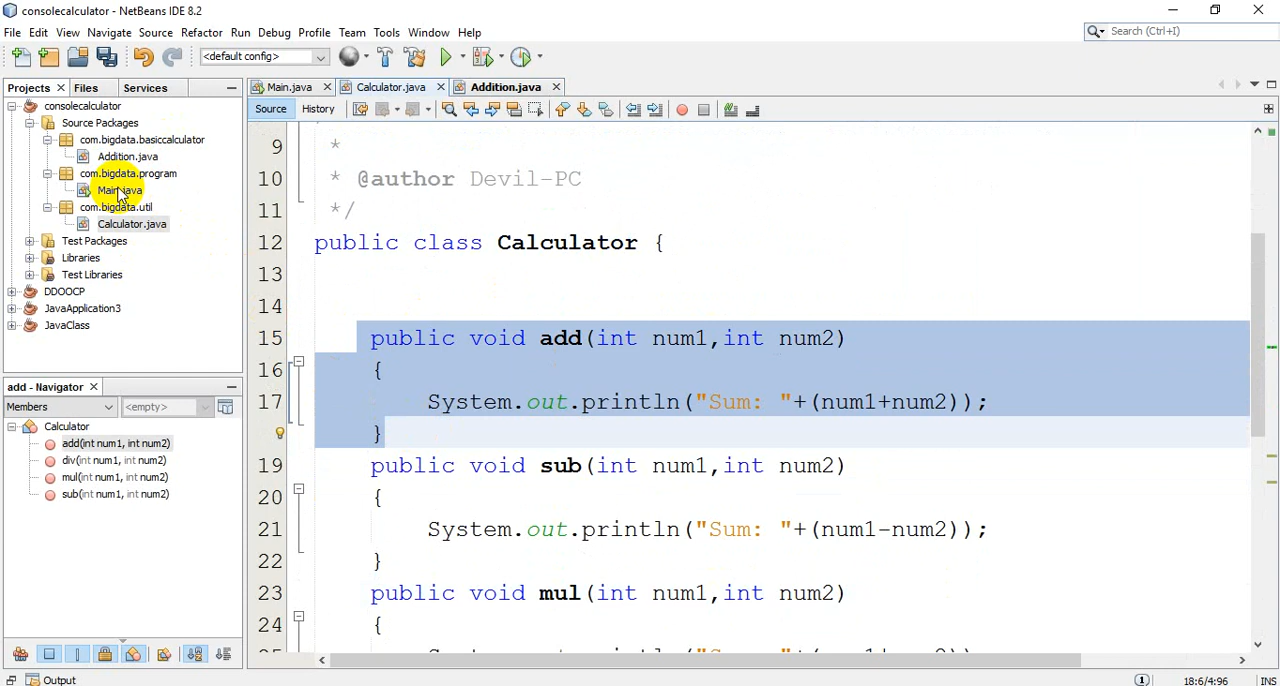 consolecalculator - NetBeans IDE 8.2
File Edit View Navigate Source Refactor Run Debug Profile Team Tools Window Help
Search (Ctrl+I)
<default config>
Projects Files Services
Main.java Calculator.java Addition.java
Source History
consolecalculator
Source Packages
com.bigdata.basiccalculator
Addition.java
com.bigdata.program
Main.java
com.bigdata.util
Calculator.java
Test Packages
Libraries
Test Libraries
DDOOCP
JavaApplication3
JavaClass
add - Navigator
Members <empty>
Calculator
add(int num1, int num2)
div(int num1, int num2)
mul(int num1, int num2)
sub(int num1, int num2)
9 *
10 * @author Devil-PC
11 */
12 public class Calculator {
13
14
15 public void add(int num1,int num2)
16 {
17 System.out.println("Sum: "+(num1+num2));
}
19 public void sub(int num1,int num2)
20 {
21 System.out.println("Sum: "+(num1-num2));
22 }
23 public void mul(int num1,int num2)
24 {
Output
1 18:6/4:96 INS